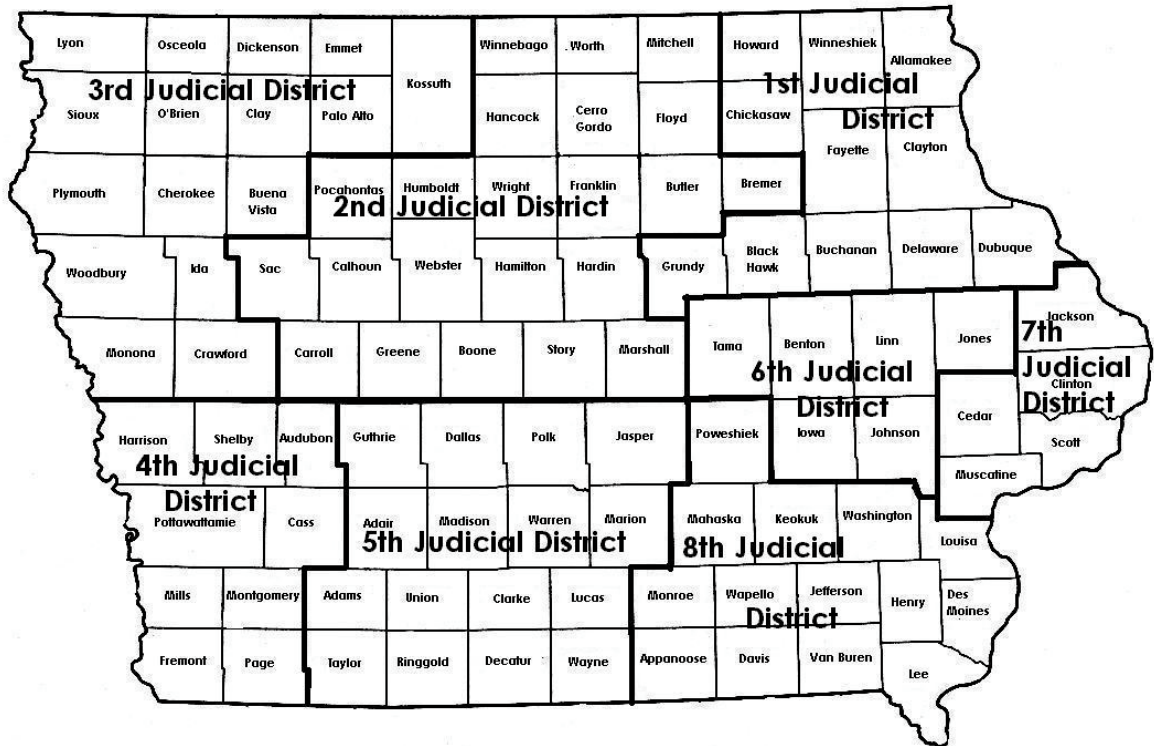 Lyon Osceola Dickenson Emmet Kossuth Winnebago Worth Mitchell Howard Winneshiek Allamakee
3rd Judicial District
1st Judicial
District
Sioux O'Brien Clay Palo Alto Hancock Cerro
Gordo Floyd Chickasaw Fayette Clayton
Plymouth Cherokee Buena
Vista Pocahontas Humboldt Wright Franklin Butler Bremer
2nd Judicial District
Woodbury Ida Sac Calhoun Webster Hamilton Hardin Grundy Black
Hawk Buchanan Delaware Dubuque
Monona Crawford Carroll Greene Boone Story Marshall Tama Benton Linn Jones Jackson
7th
Judicial
District
6th Judicial
District
Clinton
Harrison Shelby Audubon Guthrie Dallas Polk Jasper Poweshiek Iowa Johnson Cedar Scott
Muscatine
4th Judicial
District
Pottawattamie Cass Adair Madison Warren Marion Mahaska Keokuk Washington Louisa
5th Judicial District
8th Judicial
District
Mills Montgomery Adams Union Clarke Lucas Monroe Wapello Jefferson Henry Des
Moines
Fremont Page Taylor Ringgold Decatur Wayne Appanoose Davis Van Buren Lee